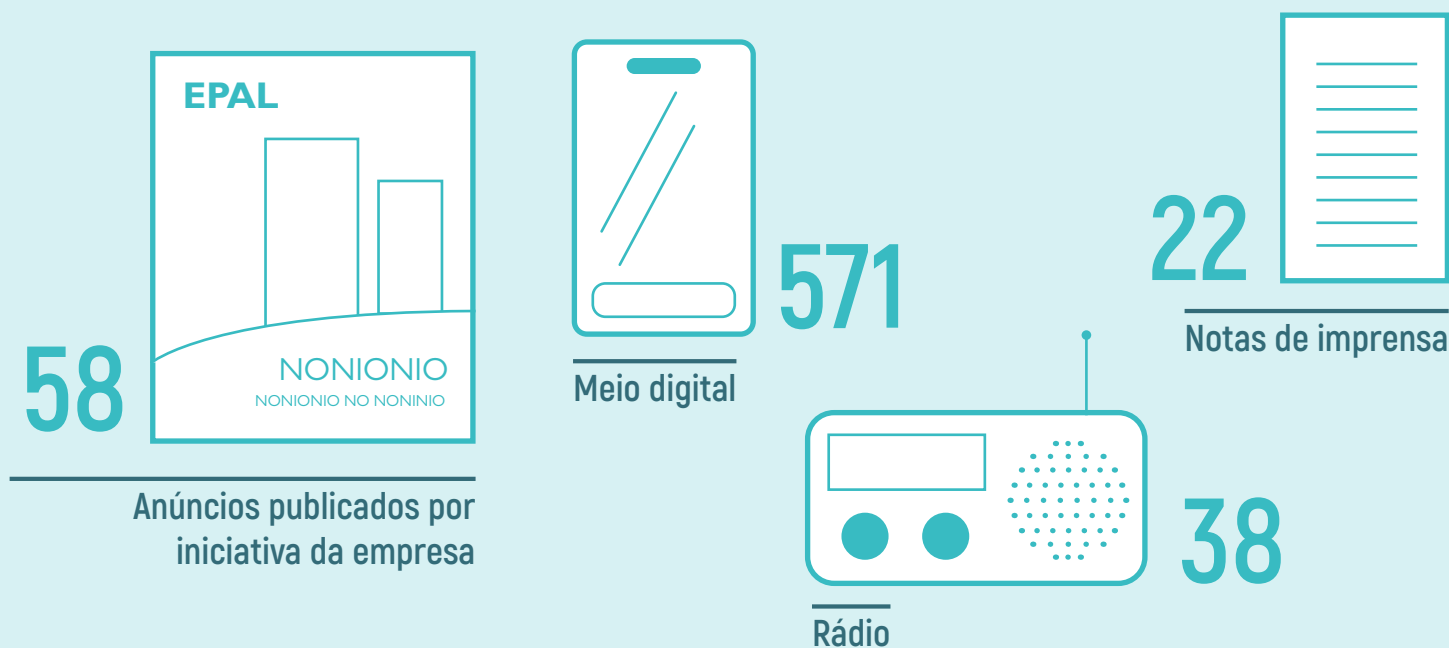 EPAL
NONIONIO
NONIONIO NO NONINIO
58
Anúncios publicados por
iniciativa da empresa
571
Meio digital
22
Notas de imprensa
38
Rádio